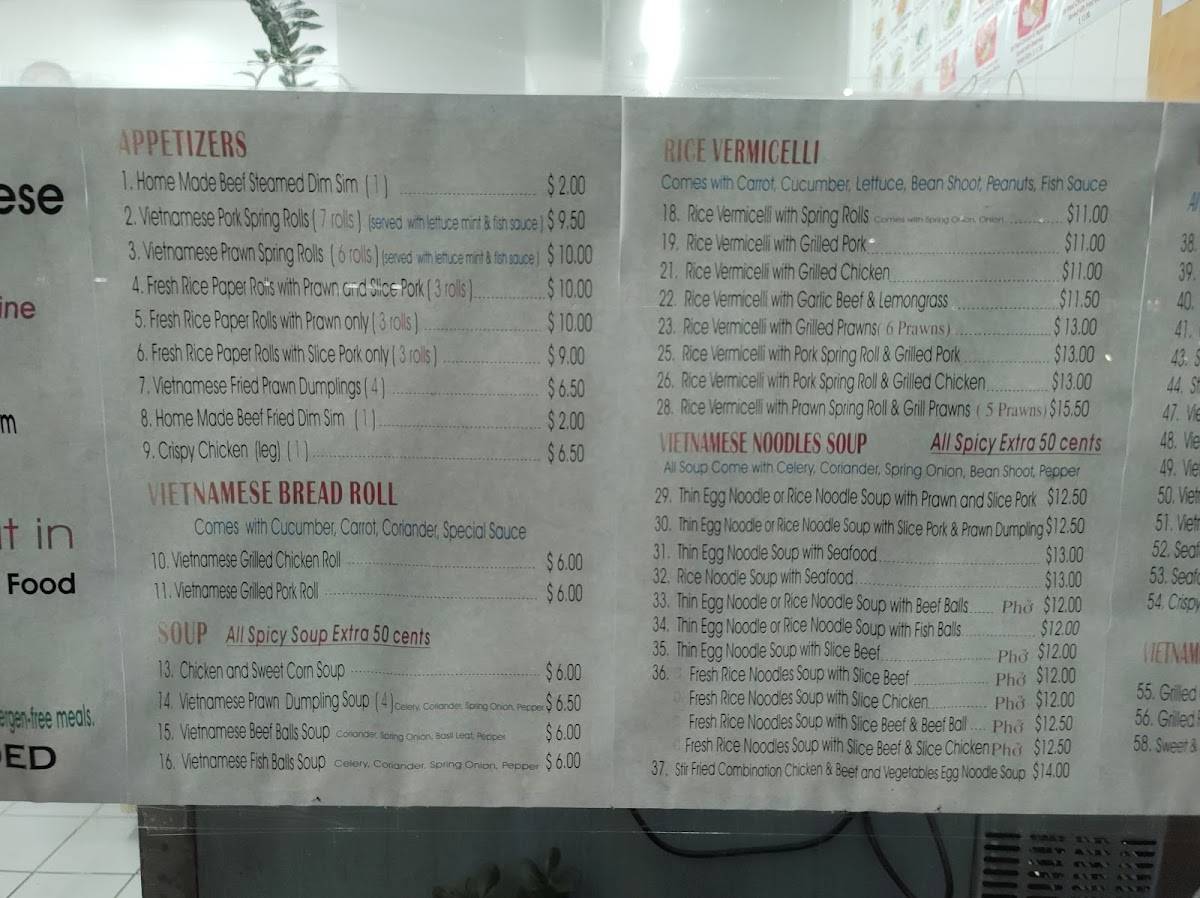 ese
ine
m
t in
Food
ergen-free meals.
DED
APPETIZERS
1. Home Made Beef Steamed Dim Sim ( 1 ) $ 2.00
2. Vietnamese Pork Spring Rolls ( 7 rolls ) (served with lettuce mint & fish sauce ) $ 9.50
3. Vietnamese Prawn Spring Rolls ( 6 rolls ) (served with lettuce mint & fish sauce ) $ 10.00
4. Fresh Rice Paper Rolls with Prawn and Slice Pork ( 3 rolls ) $ 10.00
5. Fresh Rice Paper Rolls with Prawn only ( 3 rolls ) $ 10.00
6. Fresh Rice Paper Rolls with Slice Pork only ( 3 rolls ) $ 9.00
7. Vietnamese Fried Prawn Dumplings ( 4 ) $ 6.50
8. Home Made Beef Fried Dim Sim ( 1 ) $ 2.00
9. Crispy Chicken (leg) ( 1 ) $ 6.50
VIETNAMESE BREAD ROLL
Comes with Cucumber, Carrot, Coriander, Special Sauce
10. Vietnamese Grilled Chicken Roll $ 6.00
11. Vietnamese Grilled Pork Roll $ 6.00
SOUP All Spicy Soup Extra 50 cents
13. Chicken and Sweet Corn Soup $ 6.00
14. Vietnamese Prawn Dumpling Soup ( 4 ) Celery, Coriander, Spring Onion, Pepper $ 6.50
15. Vietnamese Beef Balls Soup Coriander, Spring Onion, Basil Leaf, Pepper $ 6.00
16. Vietnamese Fish Balls Soup Celery, Coriander, Spring Onion, Pepper $ 6.00
RICE VERMICELLI
Comes with Carrot, Cucumber, Lettuce, Bean Shoot, Peanuts, Fish Sauce
18. Rice Vermicelli with Spring Rolls Comes with Spring Onion, Onion $11.00
19. Rice Vermicelli with Grilled Pork $11.00
21. Rice Vermicelli with Grilled Chicken $11.00
22. Rice Vermicelli with Garlic Beef & Lemongrass $11.50
23. Rice Vermicelli with Grilled Prawns( 6 Prawns) $ 13.00
25. Rice Vermicelli with Pork Spring Roll & Grilled Pork $13.00
26. Rice Vermicelli with Pork Spring Roll & Grilled Chicken $13.00
28. Rice Vermicelli with Prawn Spring Roll & Grill Prawns ( 5 Prawns) $15.50
VIETNAMESE NOODLES SOUP All Spicy Extra 50 cents
All Soup Come with Celery, Coriander, Spring Onion, Bean Shoot, Pepper
29. Thin Egg Noodle or Rice Noodle Soup with Prawn and Slice Pork $12.50
30. Thin Egg Noodle or Rice Noodle Soup with Slice Pork & Prawn Dumpling $12.50
31. Thin Egg Noodle Soup with Seafood $13.00
32. Rice Noodle Soup with Seafood $13.00
33. Thin Egg Noodle or Rice Noodle Soup with Beef Balls Phở $12.00
34. Thin Egg Noodle or Rice Noodle Soup with Fish Balls $12.00
35. Thin Egg Noodle Soup with Slice Beef Phở $12.00
36. Fresh Rice Noodles Soup with Slice Beef Phở $12.00
Fresh Rice Noodles Soup with Slice Chicken Phở $12.00
Fresh Rice Noodles Soup with Slice Beef & Beef Ball Phở $12.50
Fresh Rice Noodles Soup with Slice Beef & Slice Chicken Phở $12.50
37. Stir Fried Combination Chicken & Beef and Vegetables Egg Noodle Soup $14.00
38.
39.
40.
41.
43. S
44. St
47. Vie
48. Vie
49. Vie
50. Viet
51. Vietn
52. Seaf
53. Seafo
54. Crispy
VIETNAM
55. Grilled
56. Grilled
58. Sweet &